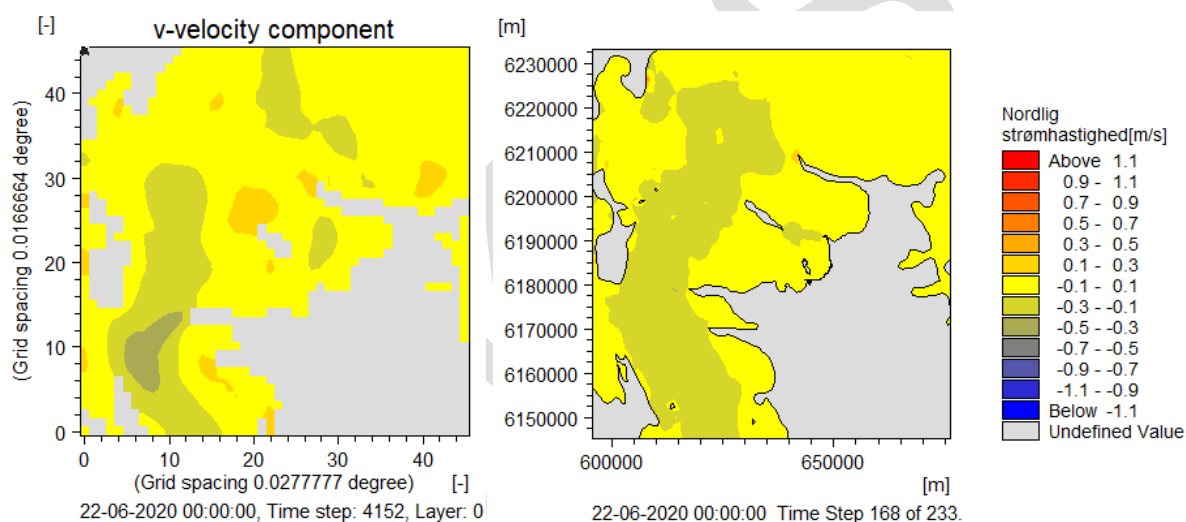 [-]
v-velocity component
(Grid spacing 0.0166664 degree)
40
30
20
10
0
0
20
40
(Grid spacing 0.0277777 degree)
[-]
22-06-2020 00:00:00, Time step: 4152, Layer: 0
[m]
6230000
6220000
6210000
6200000
6190000
6180000
6170000
6160000
6150000
600000
650000
[m]
22-06-2020 00:00:00 Time Step 168 of 233.
Nordlig
strømhastighed[m/s]
Above 1.1
0.9 - 1.1
0.7 - 0.9
0.5 - 0.7
0.3 - 0.5
0.1 - 0.3
-0.1 - 0.1
-0.3 - -0.1
-0.5 - -0.3
-0.7 - -0.5
-0.9 - -0.7
-1.1 - -0.9
Below -1.1
Undefined Value